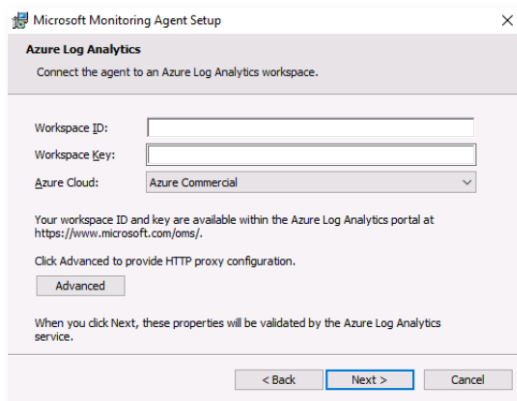 Microsoft Monitoring Agent Setup
Azure Log Analytics
Connect the agent to an Azure Log Analytics workspace.
Workspace ID:
Workspace Key:
Azure Cloud: Azure Commercial
Your workspace ID and key are available within the Azure Log Analytics portal at
https://www.microsoft.com/oms/.
Click Advanced to provide HTTP proxy configuration.
Advanced
When you click Next, these properties will be validated by the Azure Log Analytics
service.
< Back Next > Cancel